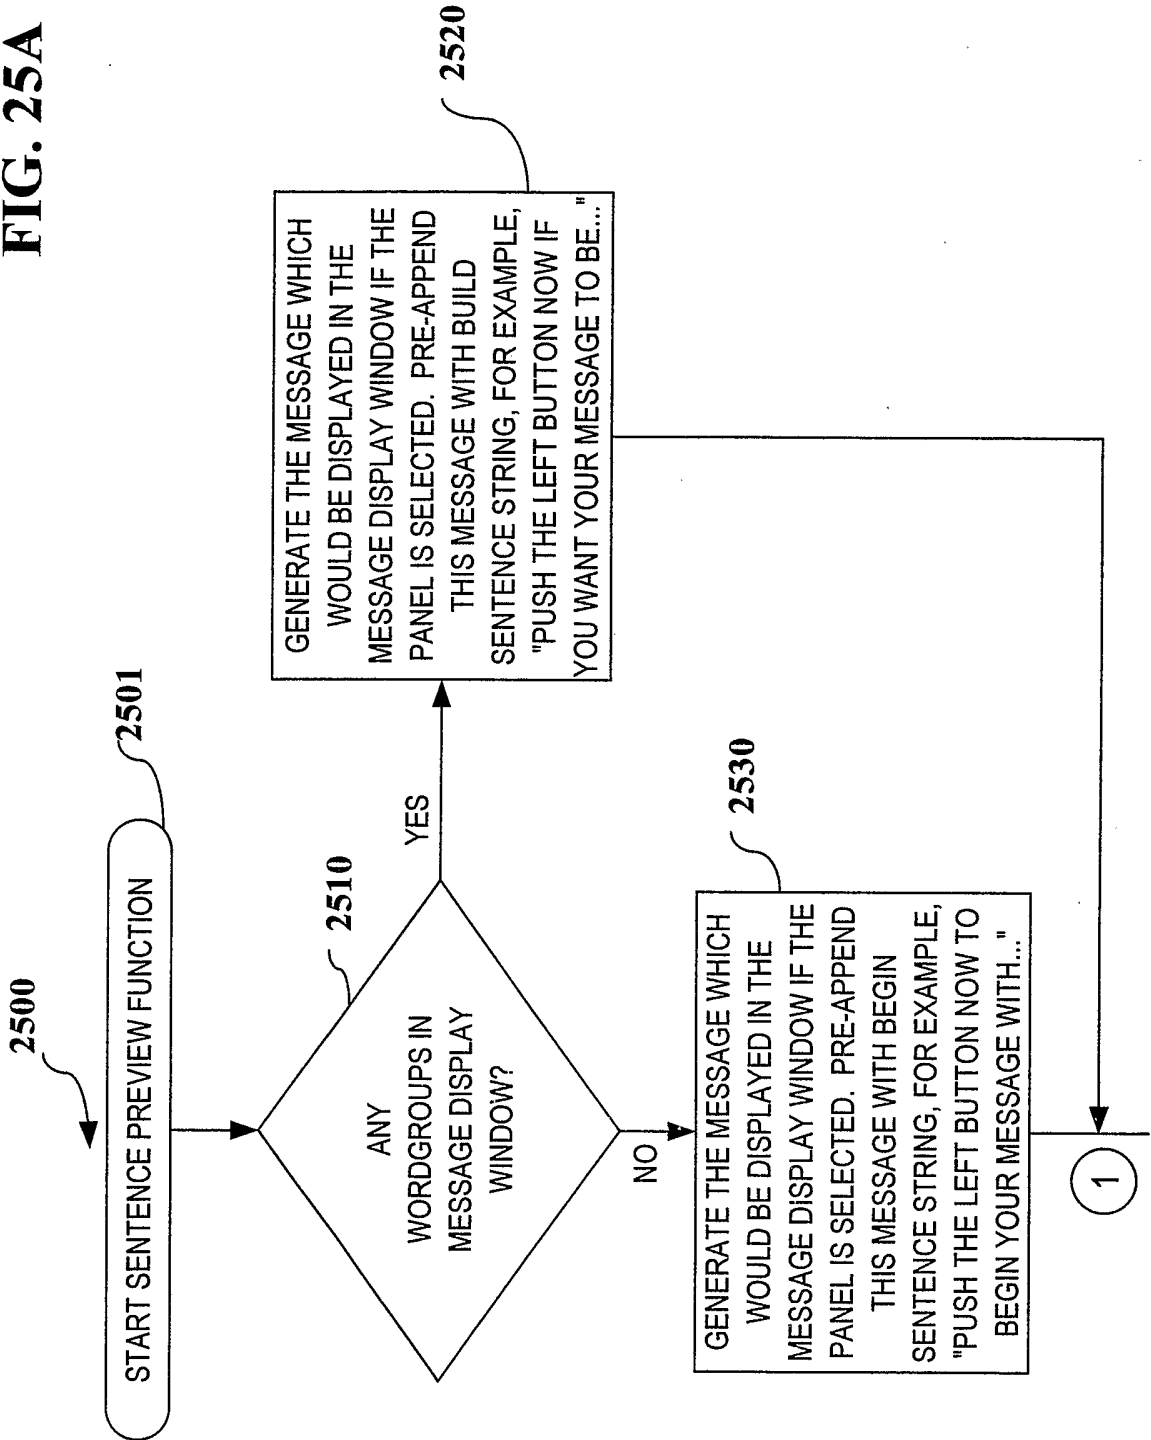 FIG. 25A
2500
2501
START SENTENCE PREVIEW FUNCTION
2510
ANY
WORDGROUPS IN
MESSAGE DISPLAY
WINDOW?
YES
2520
GENERATE THE MESSAGE WHICH
WOULD BE DISPLAYED IN THE
MESSAGE DISPLAY WINDOW IF THE
PANEL IS SELECTED. PRE-APPEND
THIS MESSAGE WITH BUILD
SENTENCE STRING, FOR EXAMPLE,
"PUSH THE LEFT BUTTON NOW IF
YOU WANT YOUR MESSAGE TO BE..."
NO
2530
GENERATE THE MESSAGE WHICH
WOULD BE DISPLAYED IN THE
MESSAGE DISPLAY WINDOW IF THE
PANEL IS SELECTED. PRE-APPEND
THIS MESSAGE WITH BEGIN
SENTENCE STRING, FOR EXAMPLE,
"PUSH THE LEFT BUTTON NOW TO
BEGIN YOUR MESSAGE WITH..."
1